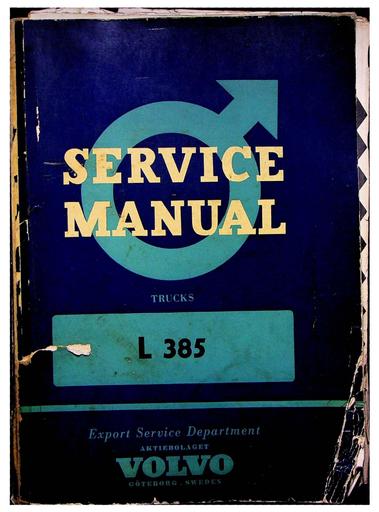 SERVICE
MANUAL
TRUCKS
L 385
Export Service Department
AKTIEBOLAGET
VOLVO
GÖTEBORG . SWEDEN